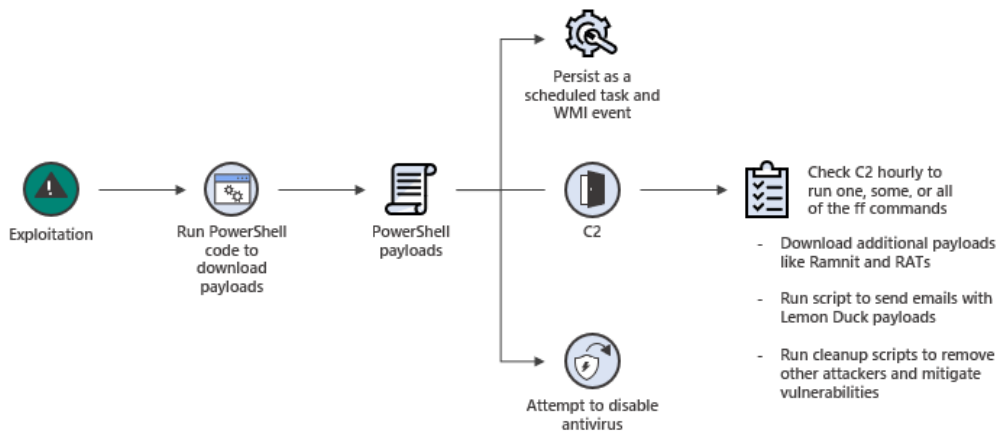 Exploitation
Run PowerShell
code to
download
payloads
PowerShell
payloads
Persist as a
scheduled task and
WMI event
C2
Attempt to disable
antivirus
Check C2 hourly to
run one, some, or all
of the ff commands
- Download additional payloads
like Ramnit and RATs
- Run script to send emails with
Lemon Duck payloads
- Run cleanup scripts to remove
other attackers and mitigate
vulnerabilities